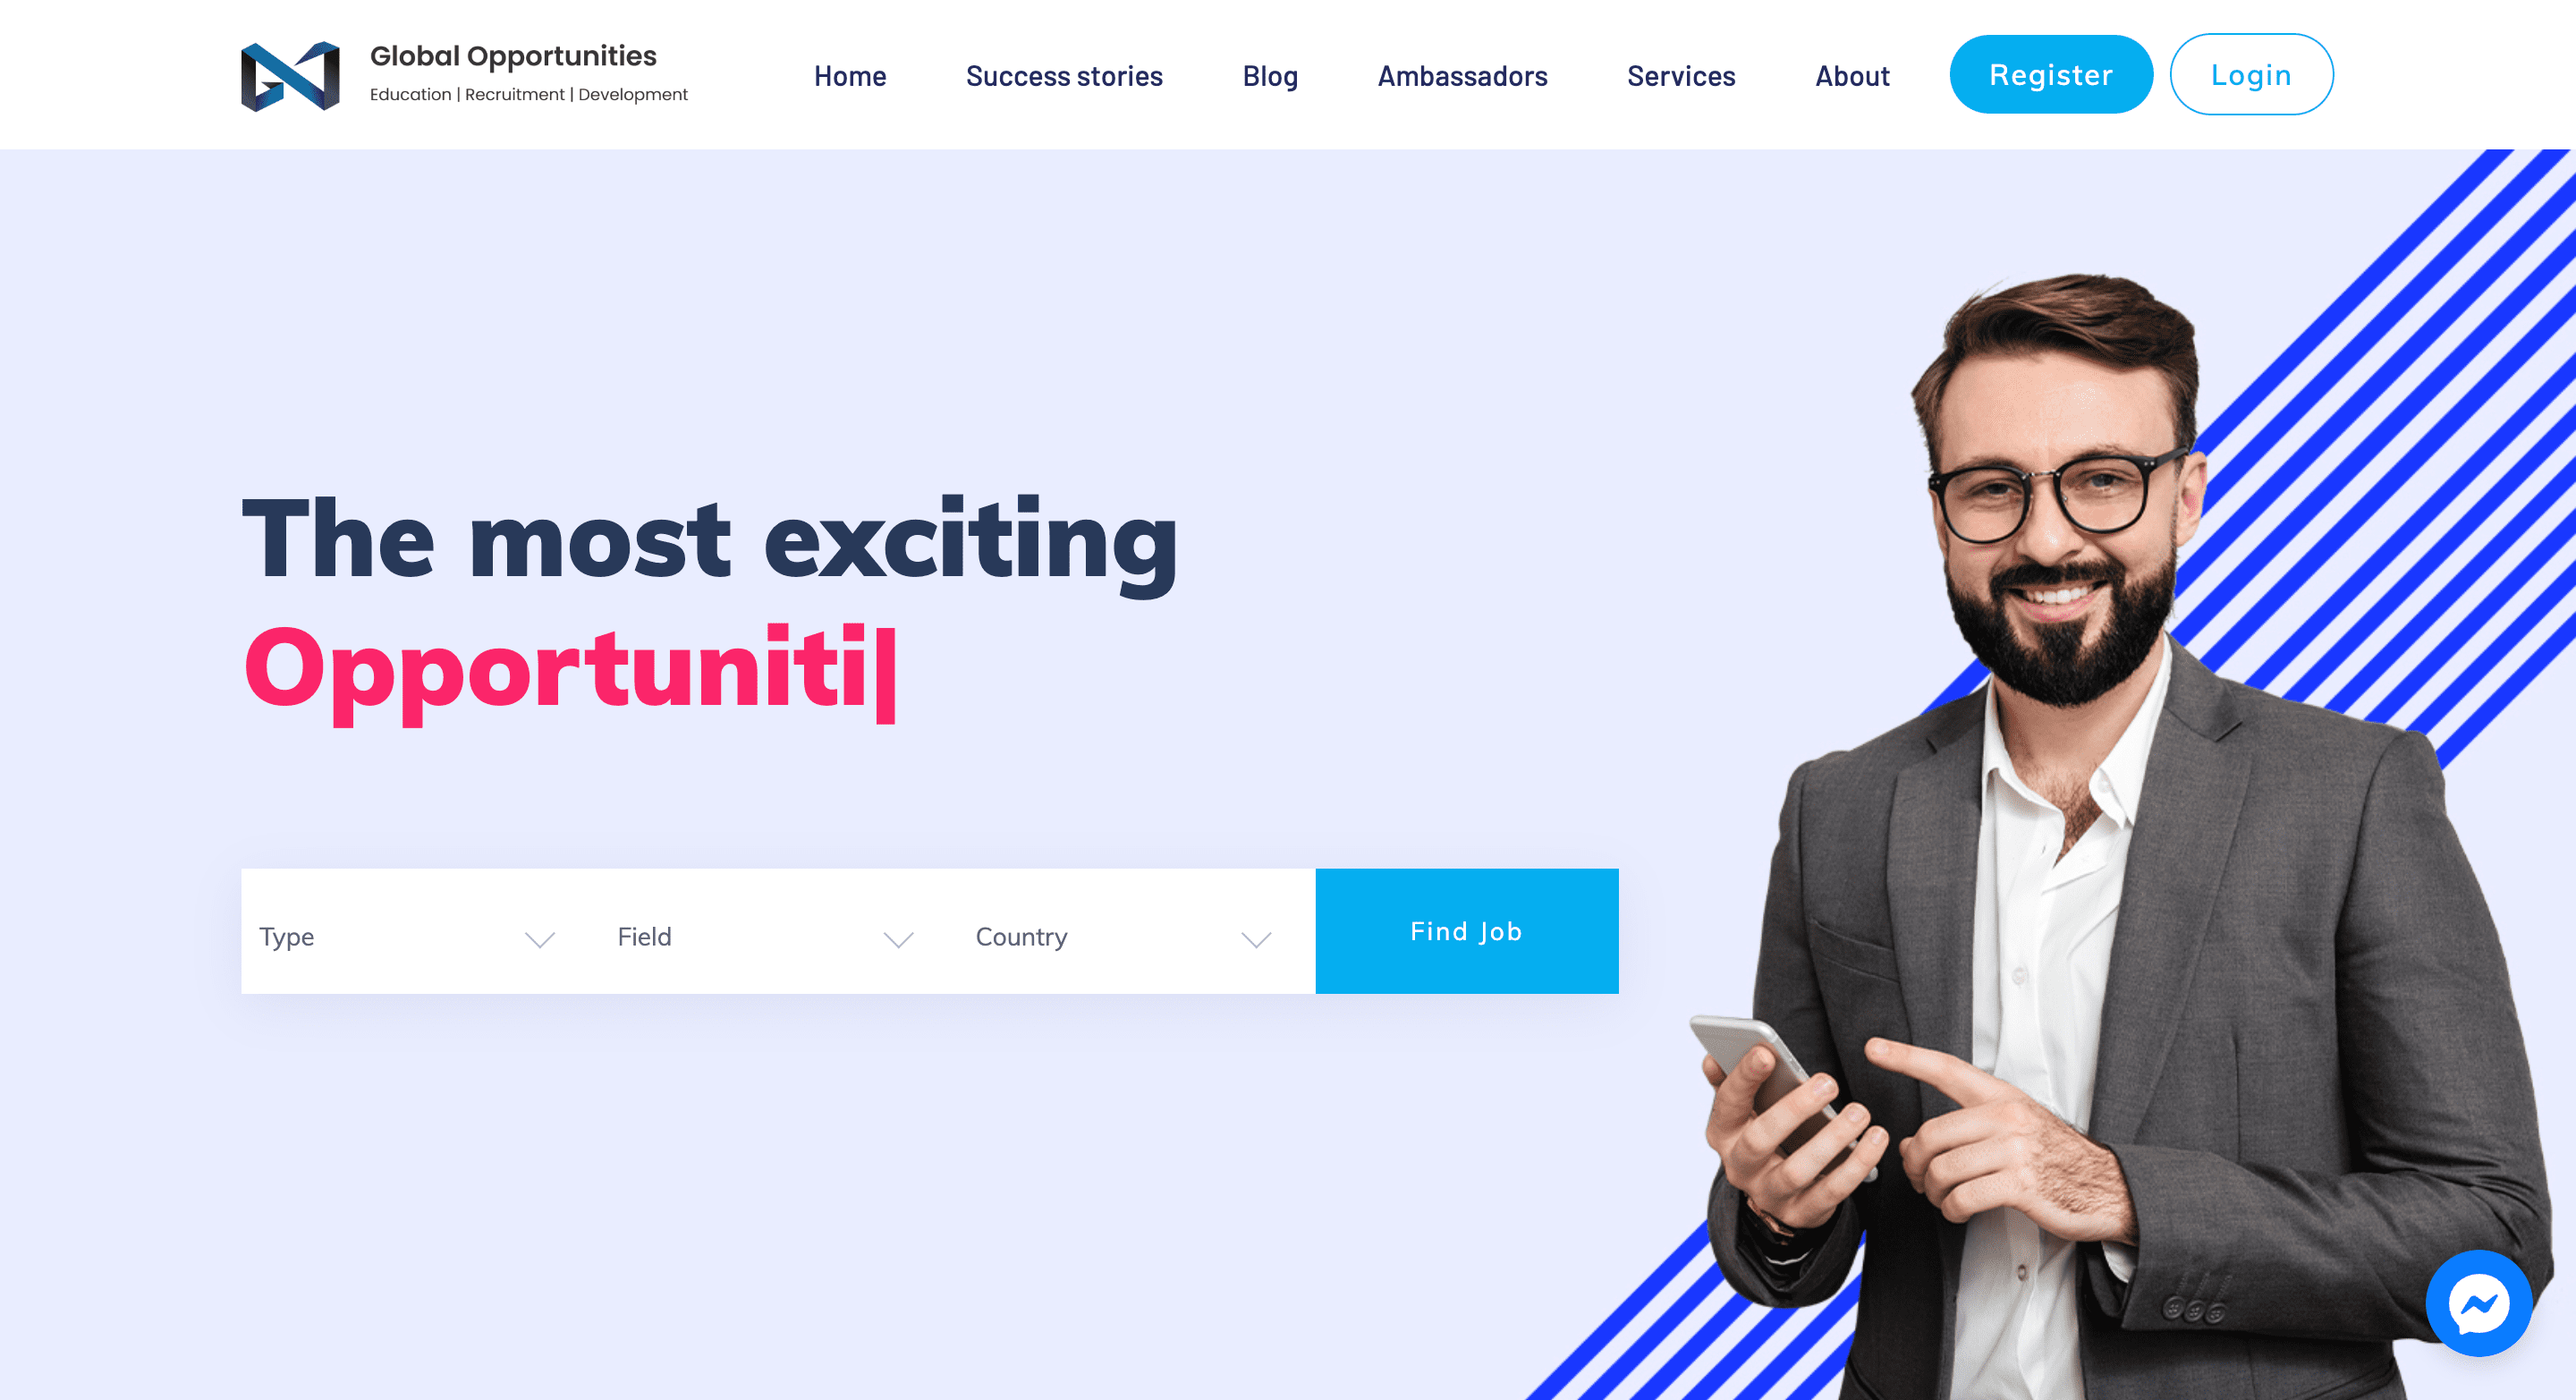 Global Opportunities
Education | Recruitment | Development
Home
Success stories
Blog
Ambassadors
Services
About
Register
Login
The most exciting
Opportuniti|
Type
Field
Country
Find Job